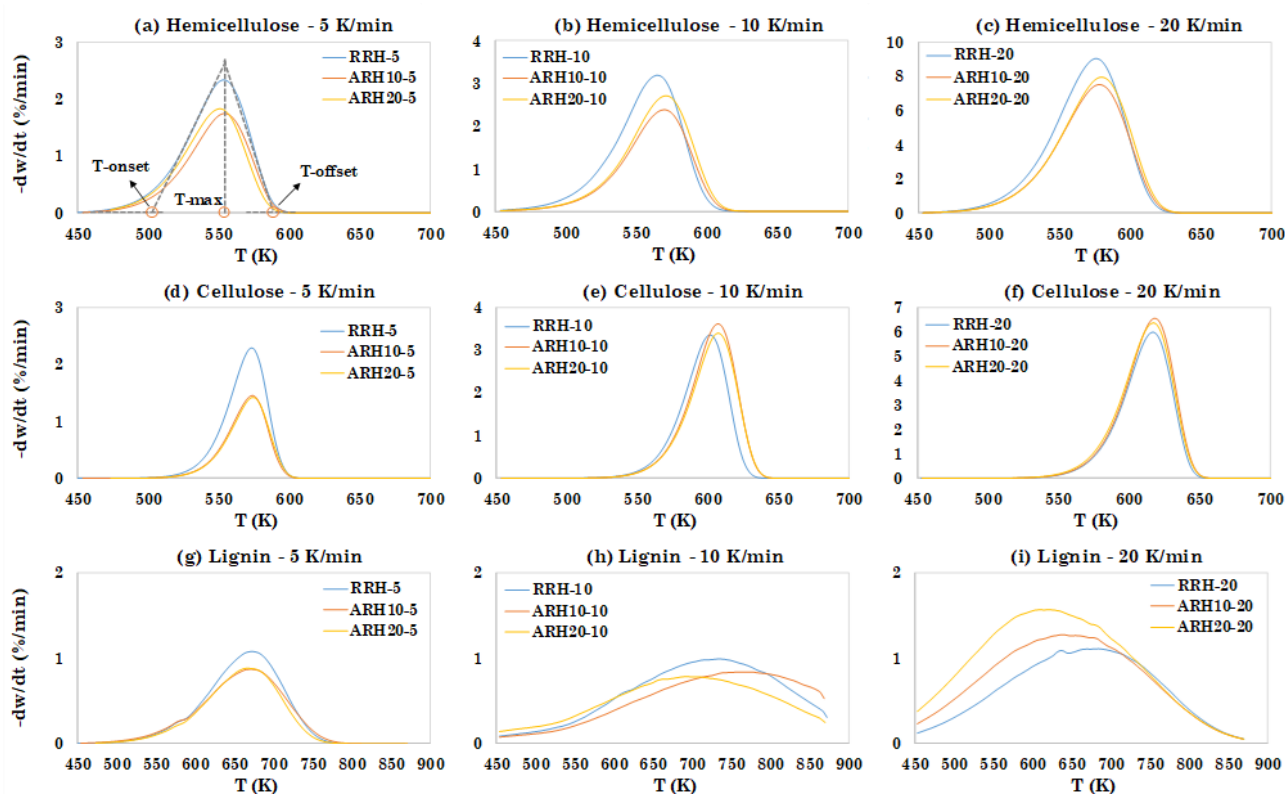 (a) Hemicellulose - 5 K/min
3
2
1
0
-dw/dt (%/min)
RRH-5
ARH10-5
ARH20-5
T-onset
T-max
T-offset
450 500 550 600 650 700
T (K)
(b) Hemicellulose - 10 K/min
4
3
2
1
0
RRH-10
ARH10-10
ARH20-10
450 500 550 600 650 700
T (K)
(c) Hemicellulose - 20 K/min
10
8
6
4
2
0
RRH-20
ARH10-20
ARH20-20
450 500 550 600 650 700
T (K)
(d) Cellulose - 5 K/min
3
2
1
0
-dw/dt (%/min)
RRH-5
ARH10-5
ARH20-5
450 500 550 600 650 700
T (K)
(e) Cellulose - 10 K/min
4
3
2
1
0
RRH-10
ARH10-10
ARH20-10
450 500 550 600 650 700
T (K)
(f) Cellulose - 20 K/min
7
6
5
4
3
2
1
0
RRH-20
ARH10-20
ARH20-20
450 500 550 600 650 700
T (K)
(g) Lignin - 5 K/min
2
1
0
-dw/dt (%/min)
RRH-5
ARH10-5
ARH20-5
450 500 550 600 650 700 750 800 850 900
T (K)
(h) Lignin - 10 K/min
2
1
0
RRH-10
ARH10-10
ARH20-10
450 500 550 600 650 700 750 800 850 900
T (K)
(i) Lignin - 20 K/min
2
1
0
RRH-20
ARH10-20
ARH20-20
450 500 550 600 650 700 750 800 850 900
T (K)